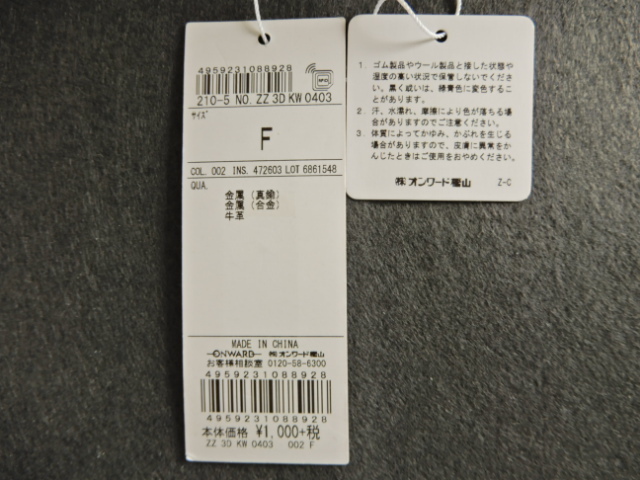 4959231088928
210-5 NO. ZZ 3D KW 0403
サイズ
F
COL. 002 INS. 472603 LOT 6861548
QUA.
金属(真鍮)
金属(合金)
牛革
MADE IN CHINA
ONWARD ㈱オンワード樫山
お客様相談室 0120-58-6300
4959231088928
4959231088928
本体価格 ¥1,000+税
ZZ 3D KW 0403 002 F
1. ゴム製品やウール製品と接した状態や
湿度の高い状況で保管しないでくださ
い。黒く或いは、緑青色に変色するこ
とがあります。
2. 汗、水濡れ、摩擦により色が落ちる場
合がありますのでご注意ください。
3. 体質によってかゆみ、かぶれを生じる
場合がありますので、皮膚に異常をか
んじたときはご使用をおやめください。
㈱オンワード樫山 Z-C